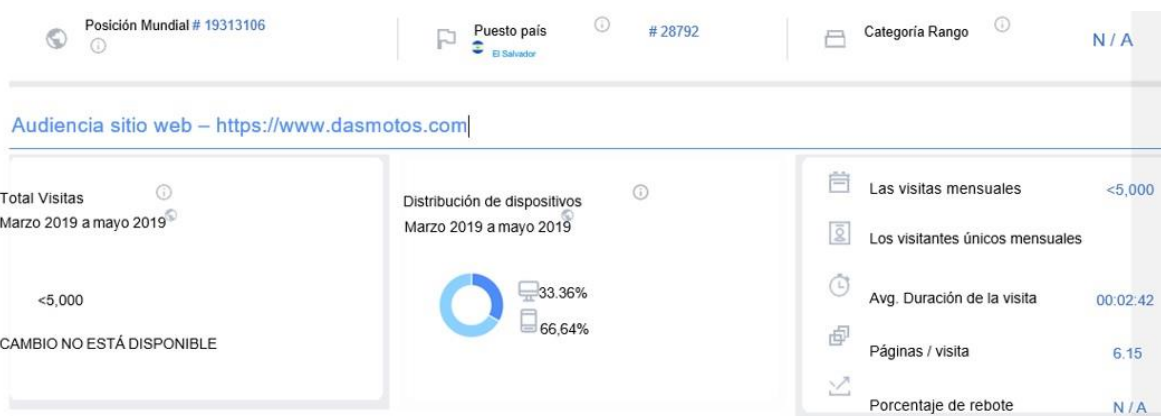 Posición Mundial # 19313106
Puesto país
# 28792
El Salvador
Categoría Rango
N / A
Audiencia sitio web – https://www.dasmotos.com
Total Visitas
Marzo 2019 a mayo 2019
<5,000
CAMBIO NO ESTÁ DISPONIBLE
Distribución de dispositivos
Marzo 2019 a mayo 2019
33.36%
66,64%
Las visitas mensuales <5,000
Los visitantes únicos mensuales
Avg. Duración de la visita 00:02:42
Páginas / visita 6.15
Porcentaje de rebote N / A